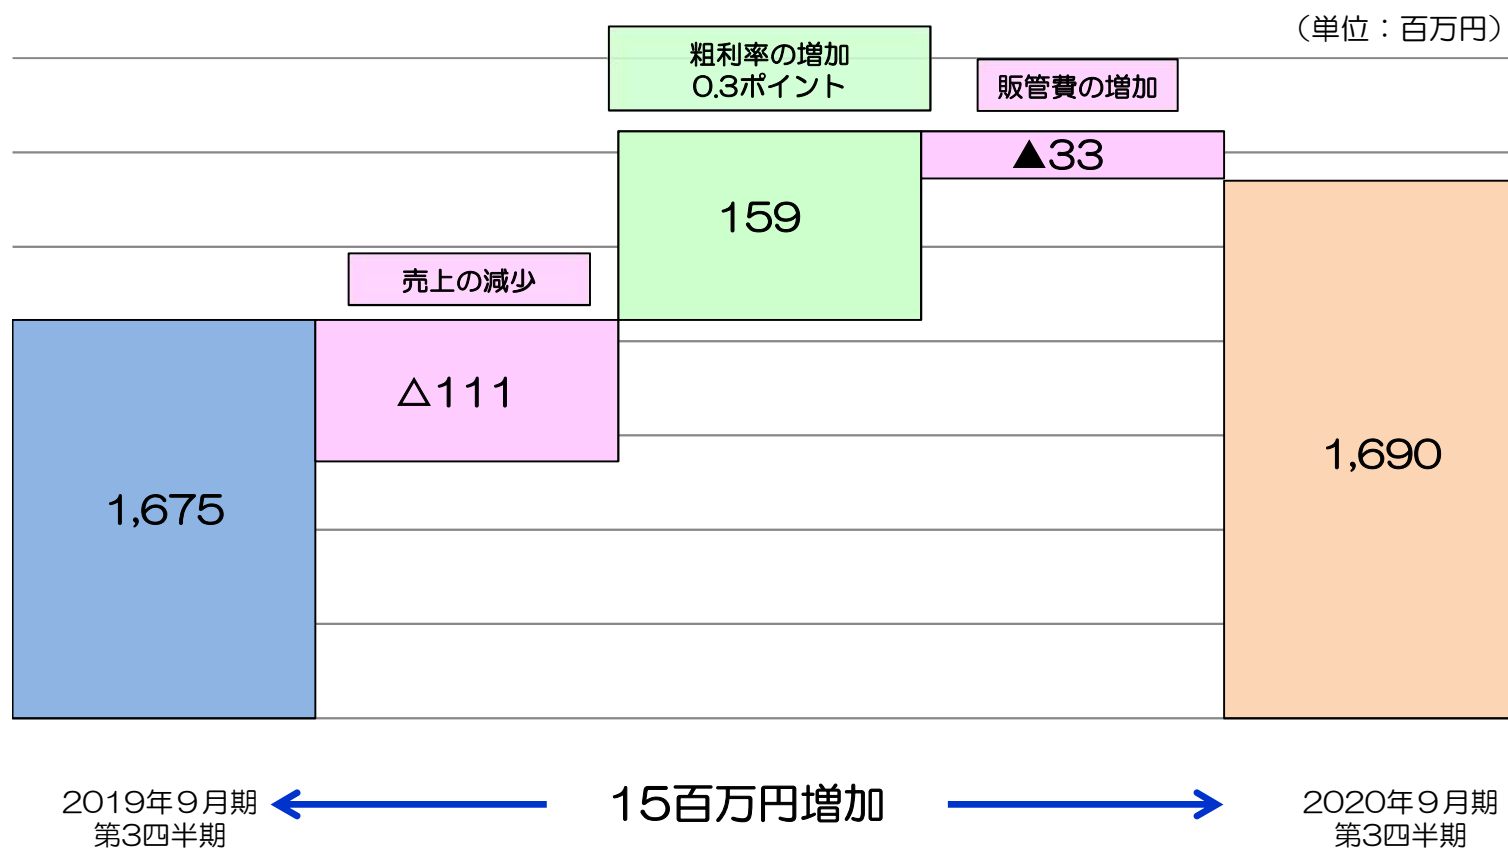 （単位：百万円）
粗利率の増加
0.3ポイント
販管費の増加
▲33
159
売上の減少
△111
1,675
1,690
15百万円増加
2019年９月期
第3四半期
2020年９月期
第3四半期